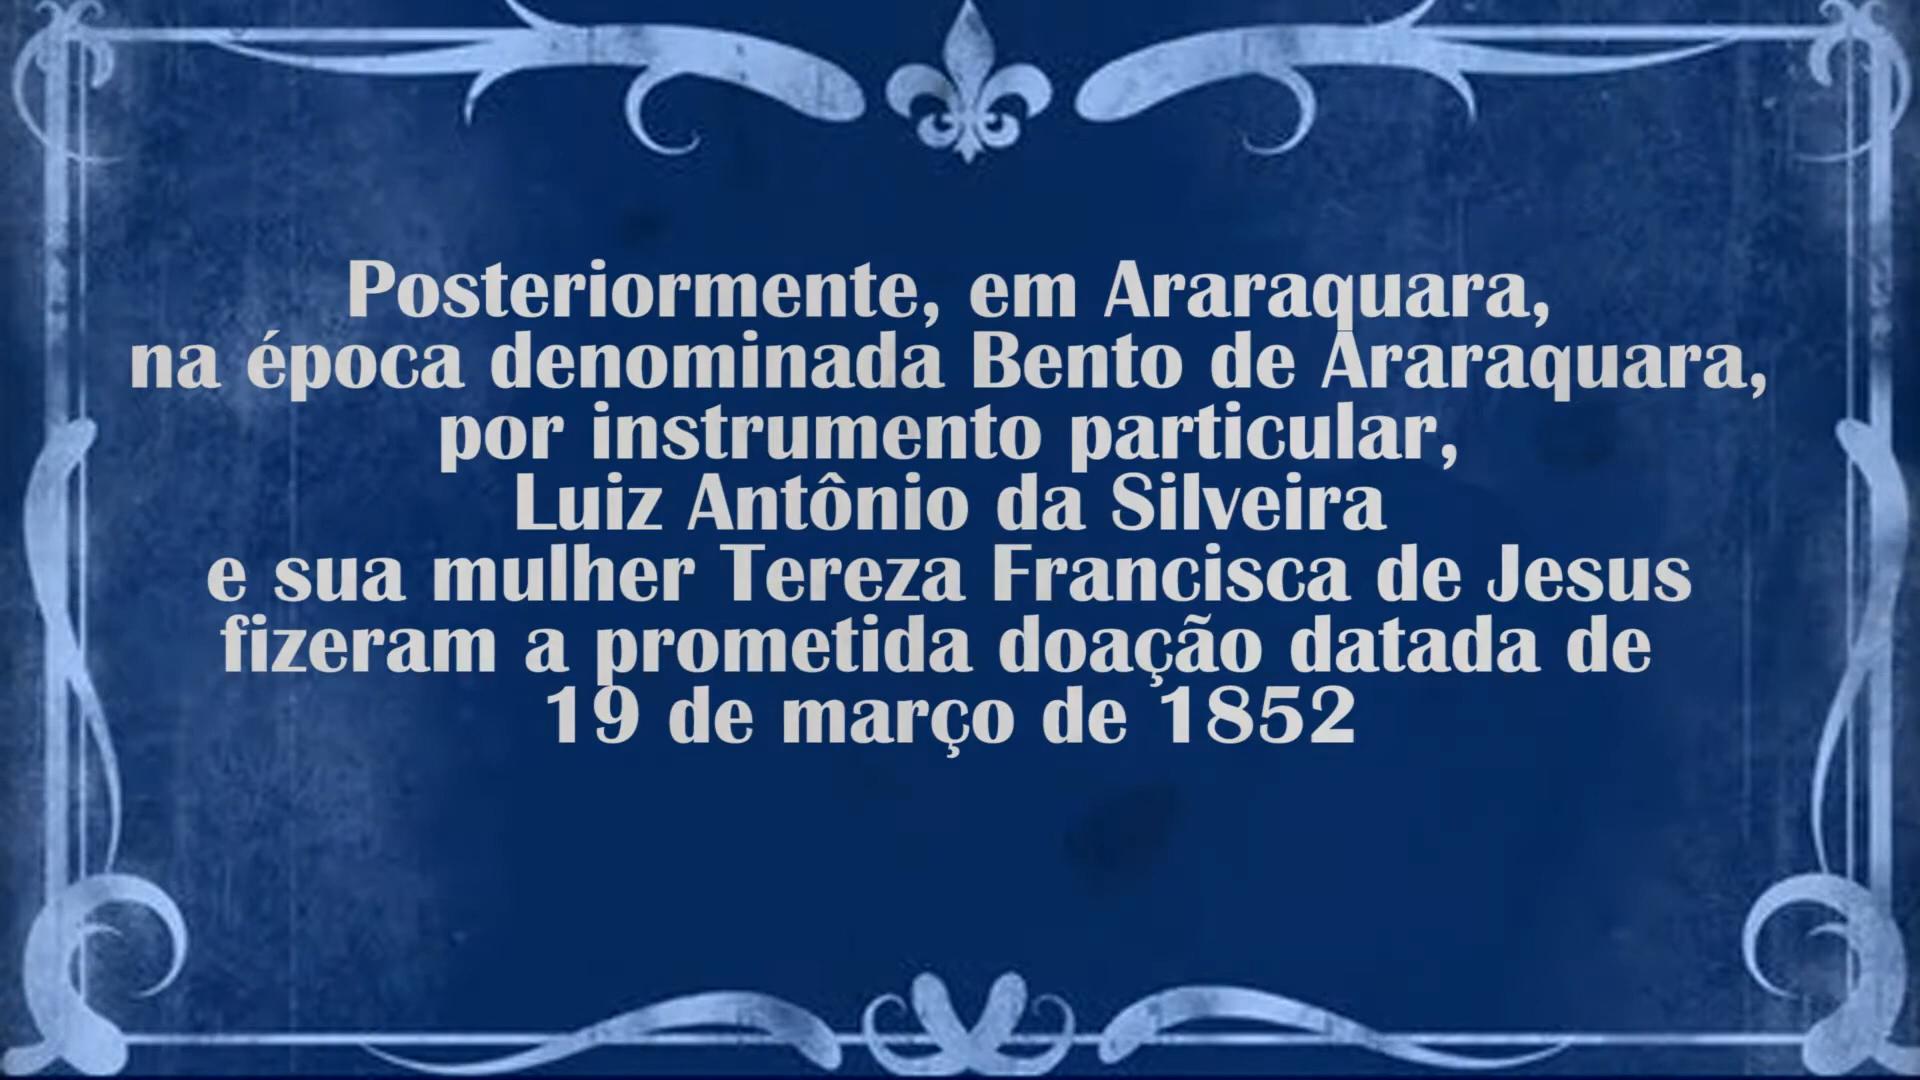 Posteriormente, em Araraquara,
na época denominada Bento de Araraquara,
por instrumento particular,
Luiz Antônio da Silveira
e sua mulher Tereza Francisca de Jesus
fizeram a prometida doação datada de
19 de março de 1852